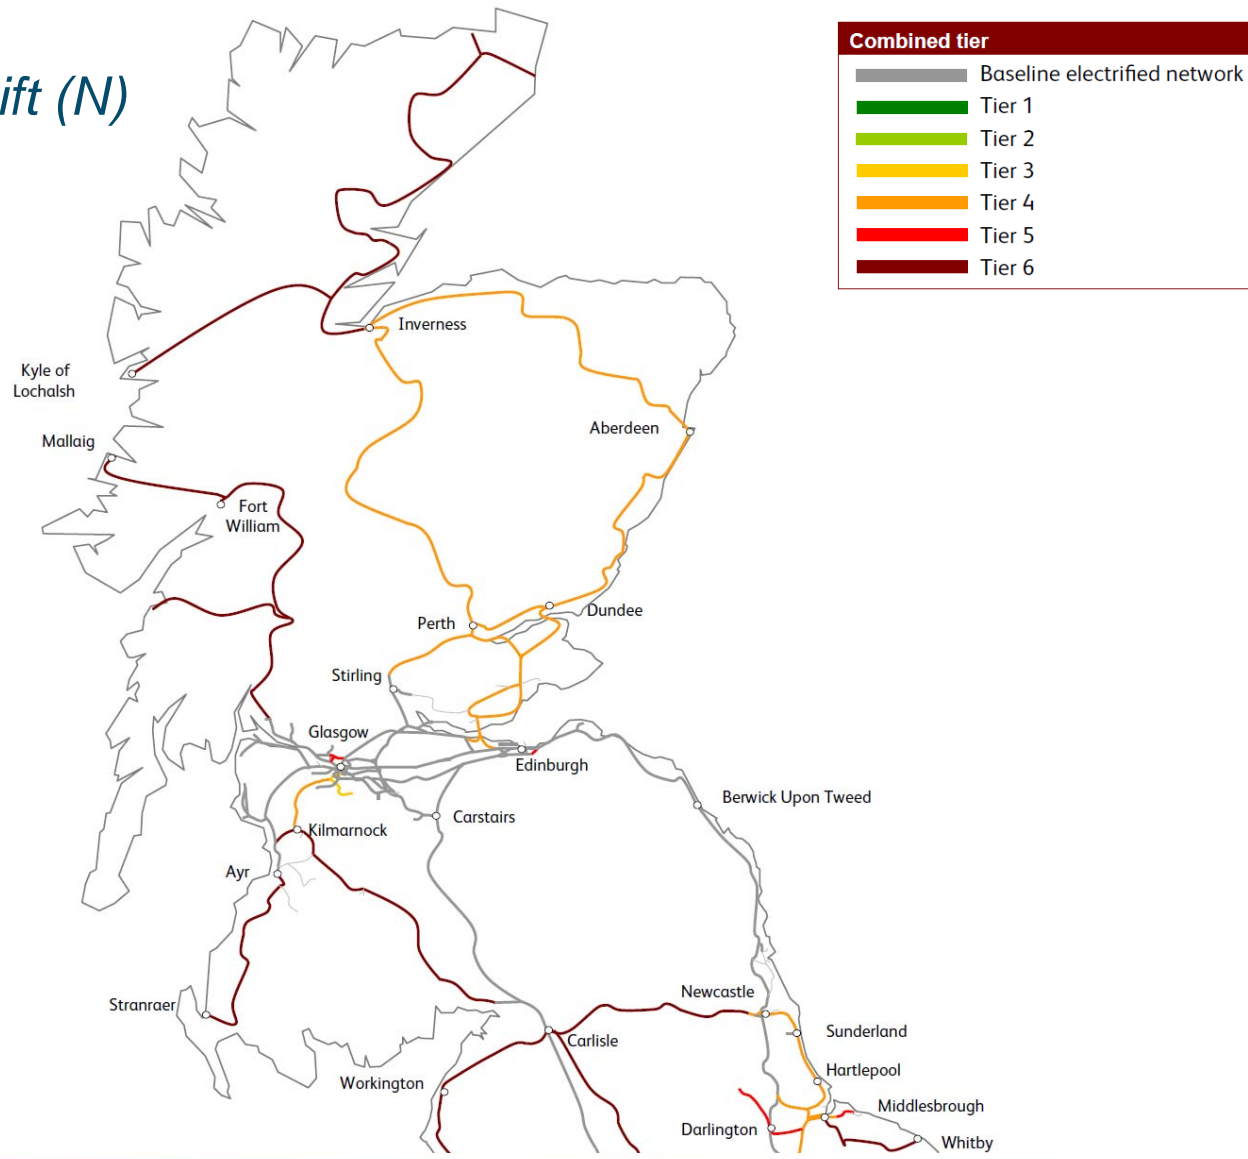 ift (N)
Combined tier
Baseline electrified network
Tier 1
Tier 2
Tier 3
Tier 4
Tier 5
Tier 6
Inverness
Kyle of
Lochalsh
Aberdeen
Mallaig
Fort
William
Dundee
Perth
Stirling
Glasgow
Edinburgh
Berwick Upon Tweed
Carstairs
Kilmarnock
Ayr
Newcastle
Stranraer
Sunderland
Carlisle
Hartlepool
Workington
Middlesbrough
Darlington
Whitby